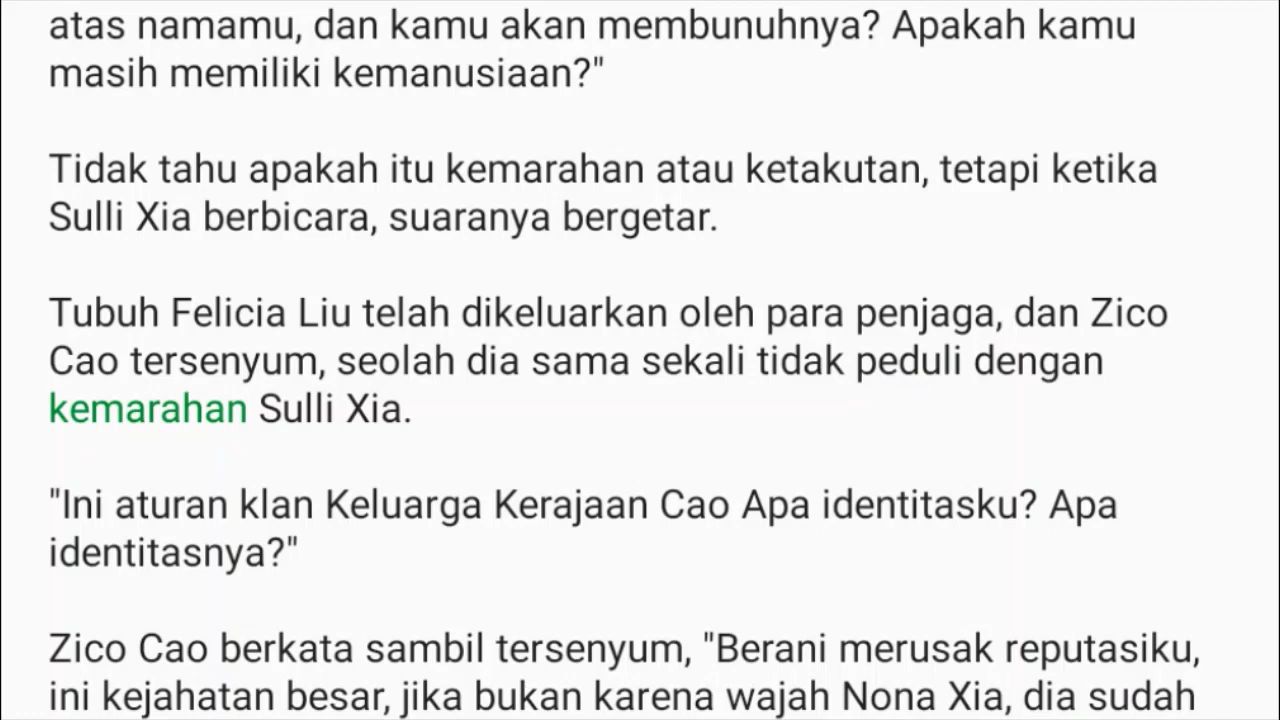 atas namamu, dan kamu akan membunuhnya? Apakah kamu
masih memiliki kemanusiaan?"
Tidak tahu apakah itu kemarahan atau ketakutan, tetapi ketika
Sulli Xia berbicara, suaranya bergetar.
Tubuh Felicia Liu telah dikeluarkan oleh para penjaga, dan Zico
Cao tersenyum, seolah dia sama sekali tidak peduli dengan
kemarahan Sulli Xia.
"Ini aturan klan Keluarga Kerajaan Cao Apa identitasku? Apa
identitasnya?"
Zico Cao berkata sambil tersenyum, "Berani merusak reputasiku,
ini kejahatan besar, jika bukan karena wajah Nona Xia, dia sudah